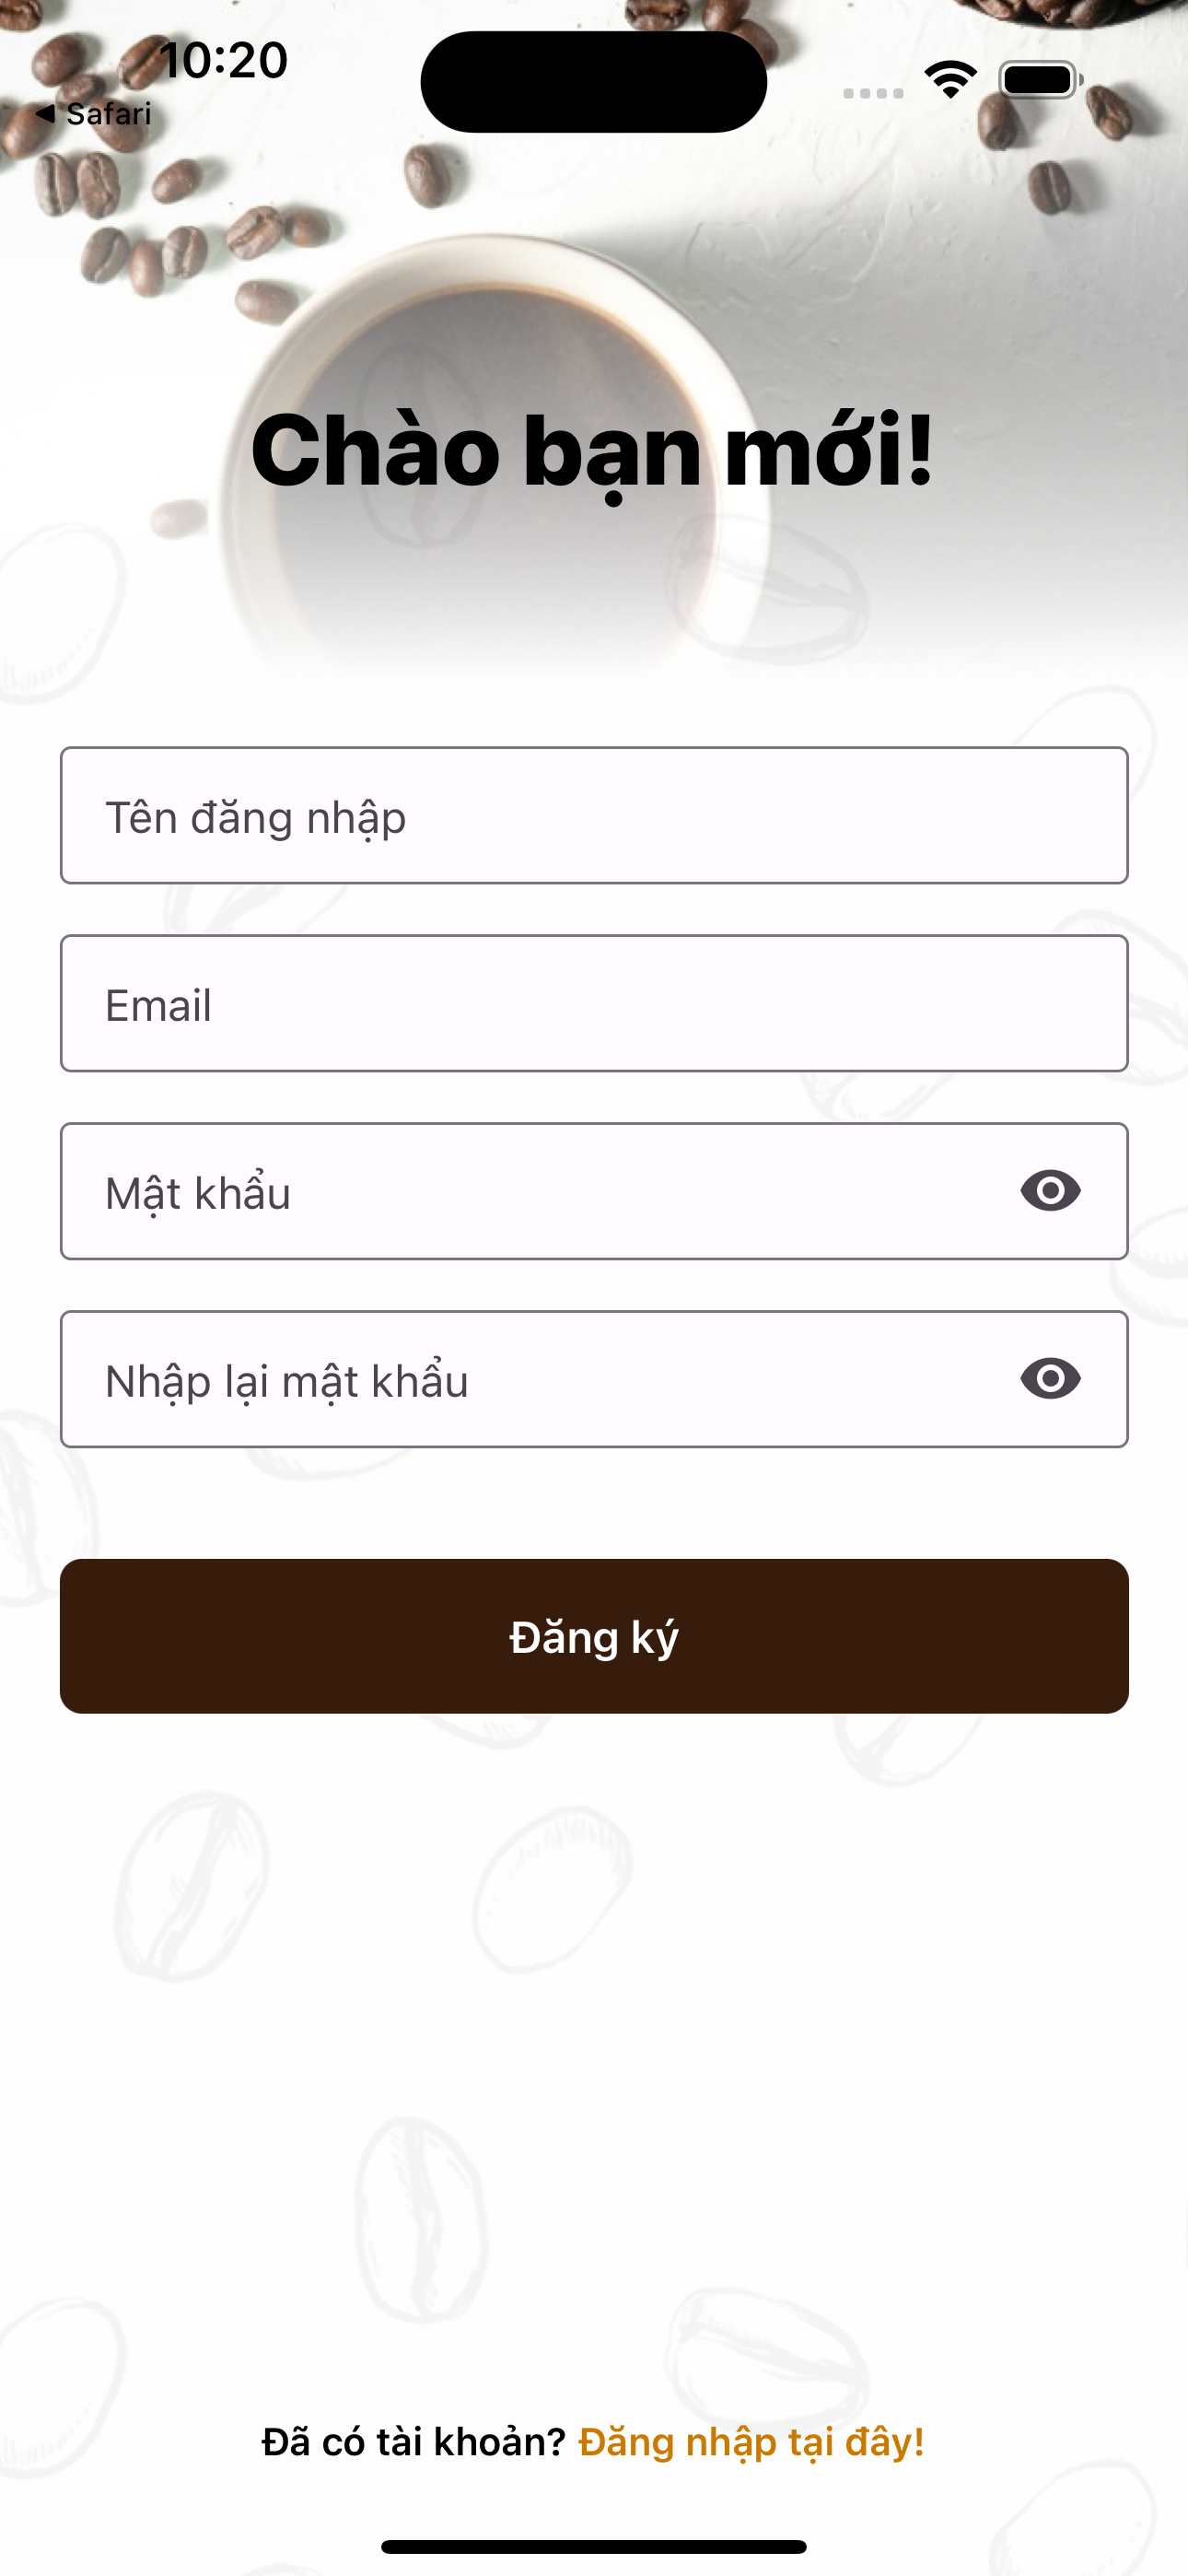 10:20
◀ Safari
Chào bạn mới!
Tên đăng nhập
Email
Mật khẩu
Nhập lại mật khẩu
Đăng ký
Đã có tài khoản? Đăng nhập tại đây!